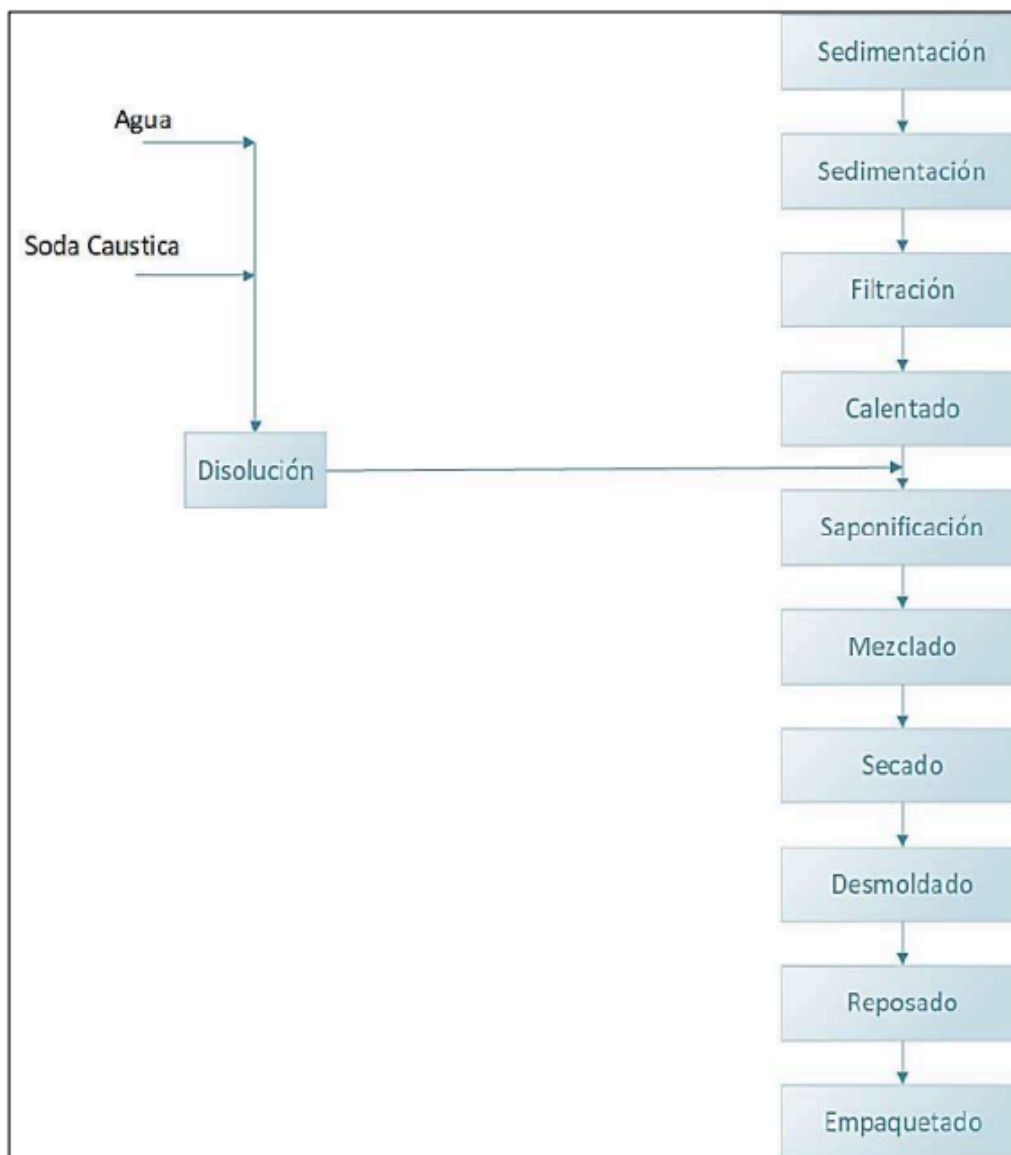 Sedimentación
Agua
Sedimentación
Soda Caustica
Filtración
Calentado
Disolución
Saponificación
Mezclado
Secado
Desmoldado
Reposado
Empaquetado